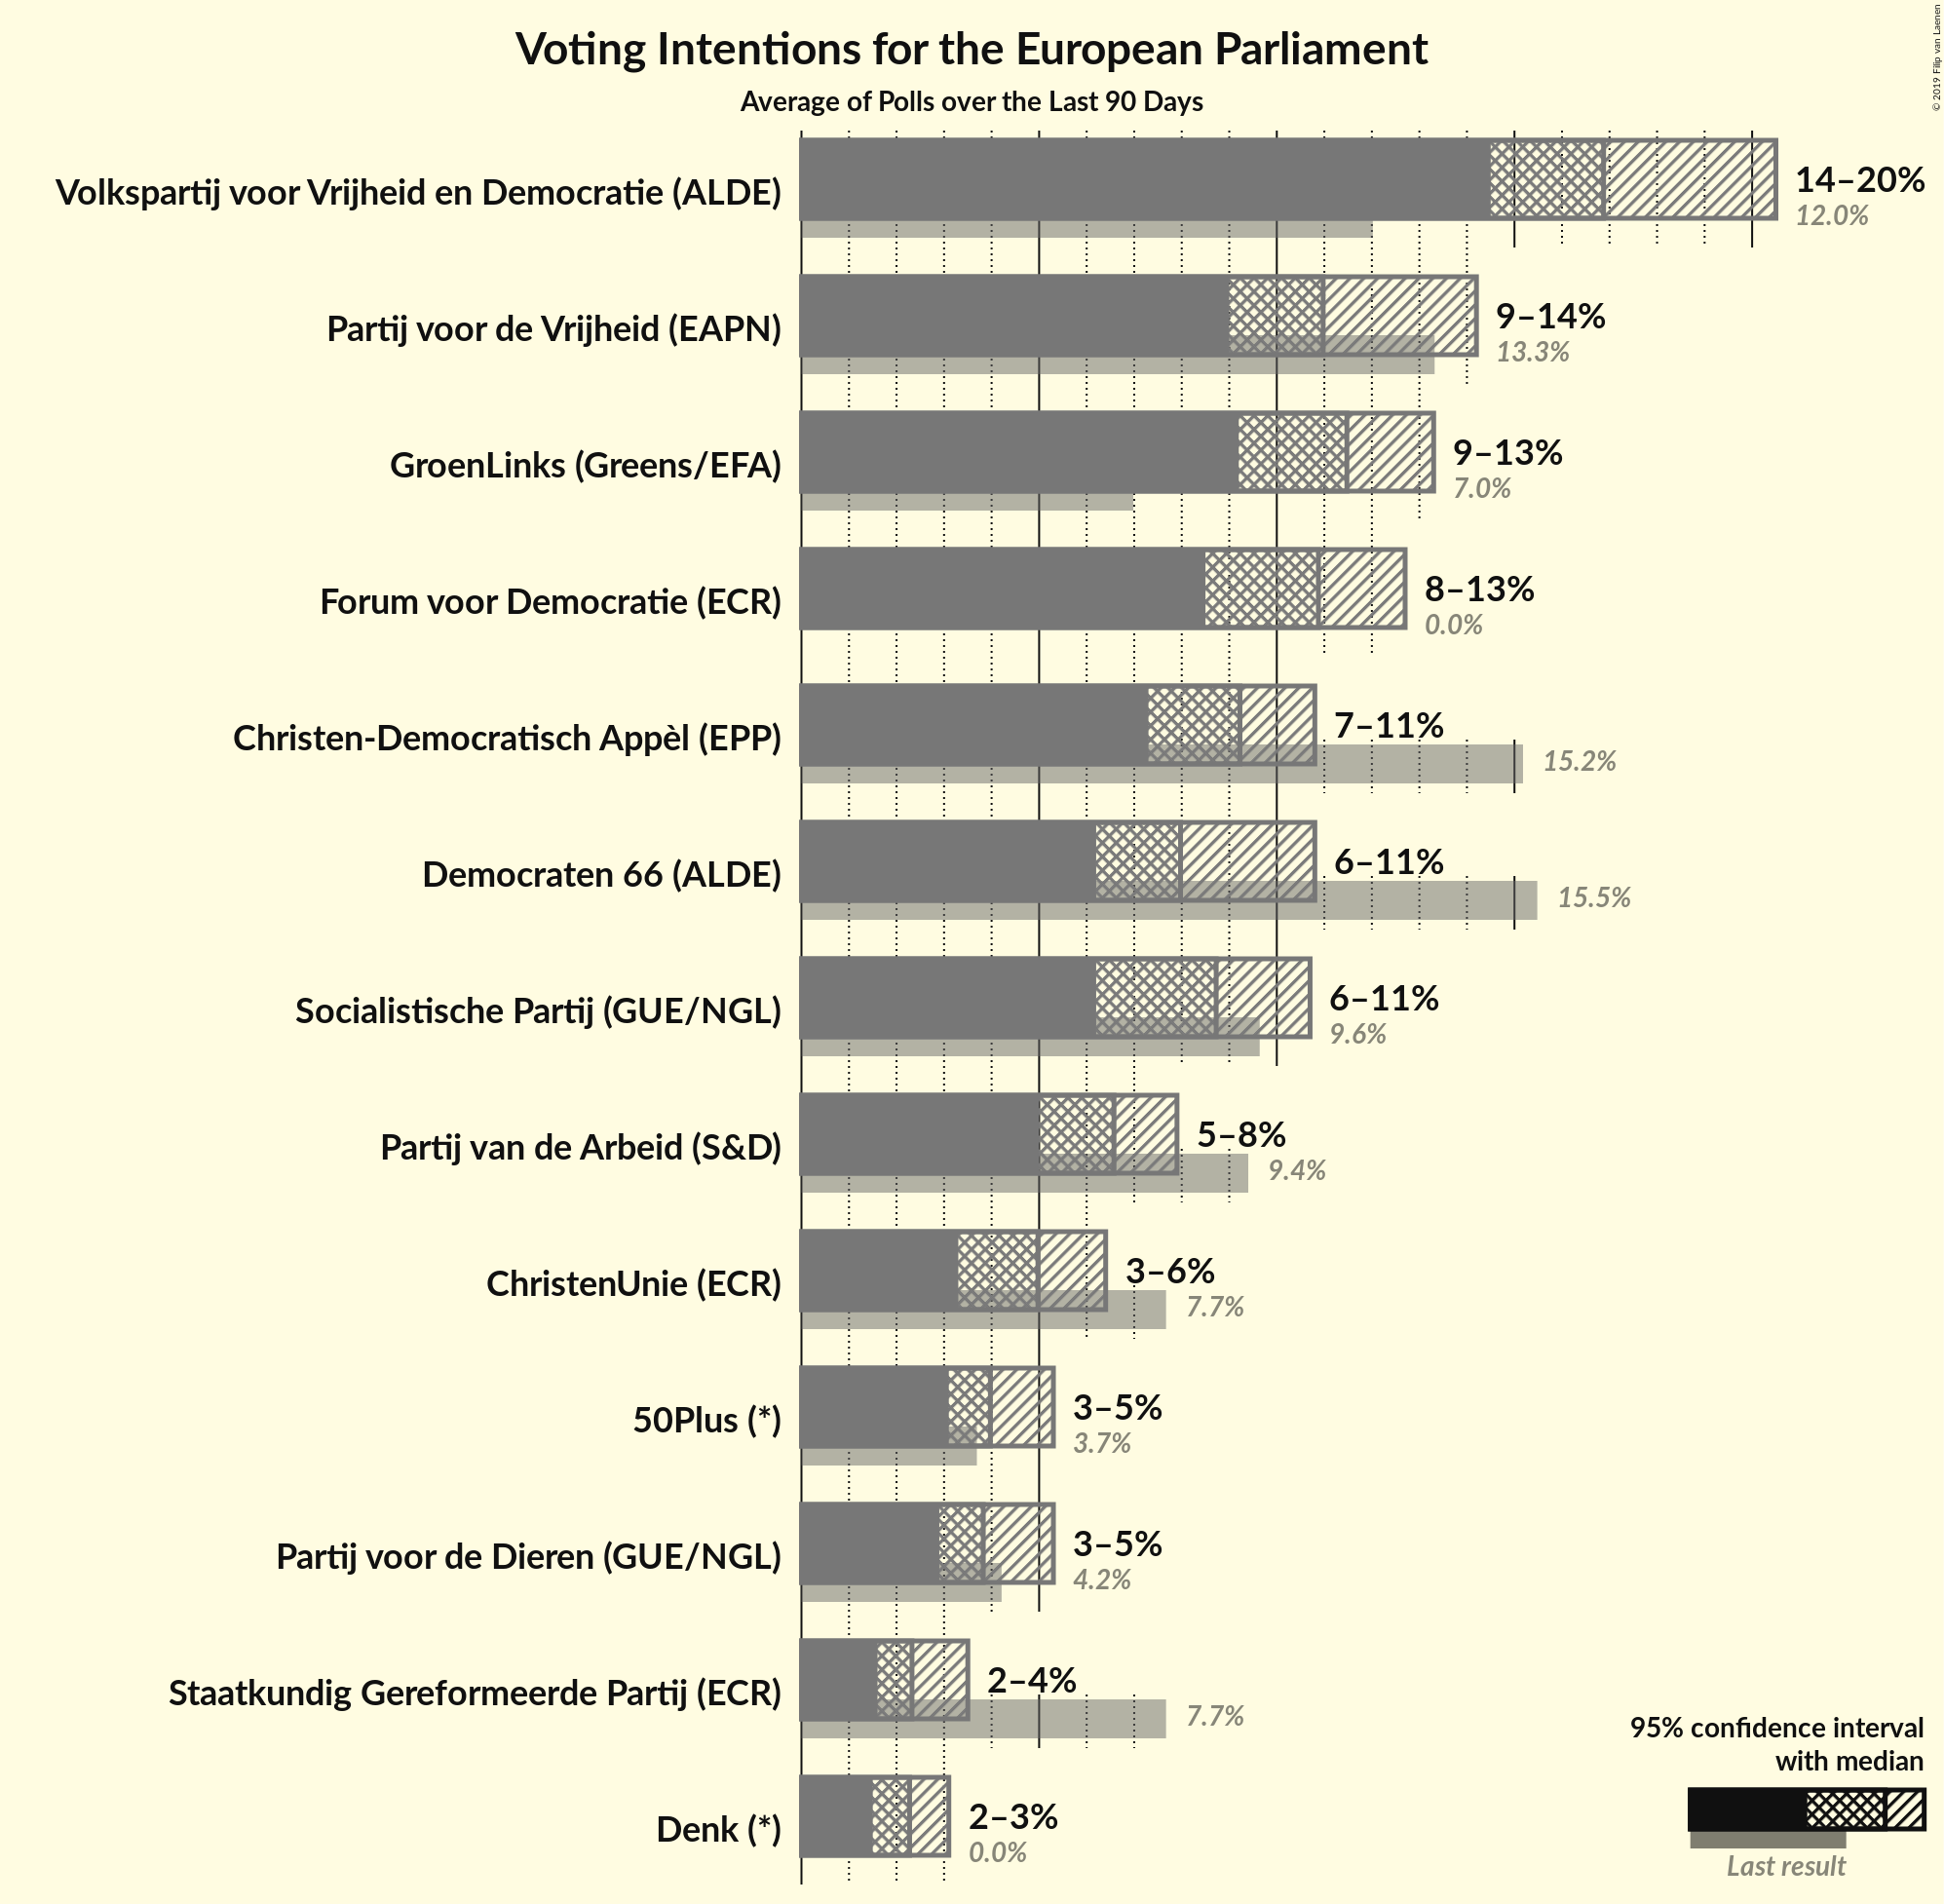 Voting Intentions for the European Parliament
Average of Polls over the Last 90 Days
© 2019 Filip van Laenen
Volkspartij voor Vrijheid en Democratie (ALDE)
14–20%
12.0%
Partij voor de Vrijheid (EAPN)
9–14%
13.3%
GroenLinks (Greens/EFA)
9–13%
7.0%
Forum voor Democratie (ECR)
8–13%
0.0%
Christen-Democratisch Appèl (EPP)
7–11%
15.2%
Democraten 66 (ALDE)
6–11%
15.5%
Socialistische Partij (GUE/NGL)
6–11%
9.6%
Partij van de Arbeid (S&D)
5–8%
9.4%
ChristenUnie (ECR)
3–6%
7.7%
50Plus (*)
3–5%
3.7%
Partij voor de Dieren (GUE/NGL)
3–5%
4.2%
Staatkundig Gereformeerde Partij (ECR)
2–4%
7.7%
Denk (*)
2–3%
0.0%
95% confidence interval
with median
Last result